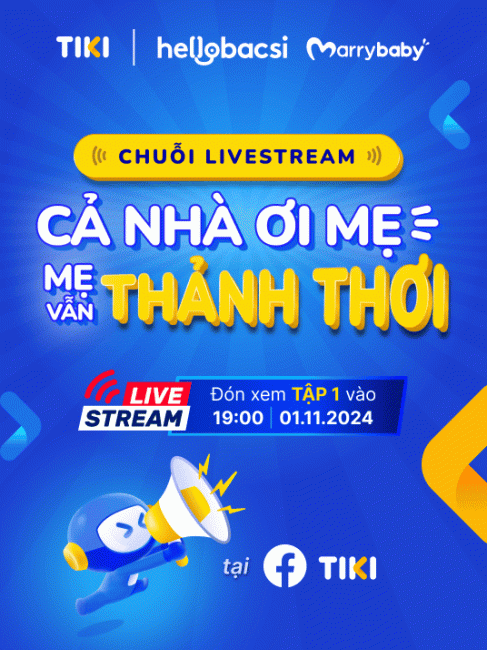 TIKI | hellobacsi Marrybaby
CHUỖI LIVESTREAM
CẢ NHÀ ƠI MẸ
MẸ
VẪN THẢNH THƠI
LIVE
STREAM
Đón xem TẬP 1 vào
19:00 | 01.11.2024
tại TIKI